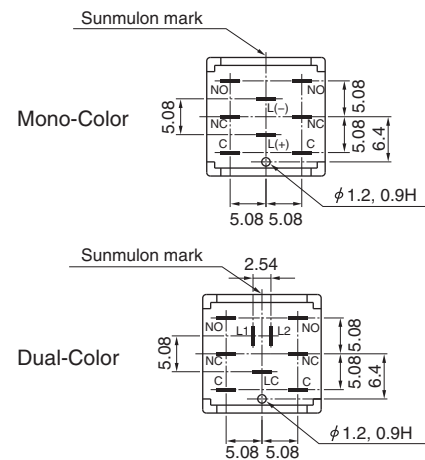 Sunmulon mark
Mono-Color
NO
NO
L(−)
5.08
5.08
NC
NC
L(+)
C
C
5.08
6.4
5.08 5.08
ϕ1.2, 0.9H
Sunmulon mark
2.54
Dual-Color
NO
L1
L2
NO
5.08
5.08
NC
NC
C
LC
C
5.08
6.4
5.08 5.08
ϕ1.2, 0.9H